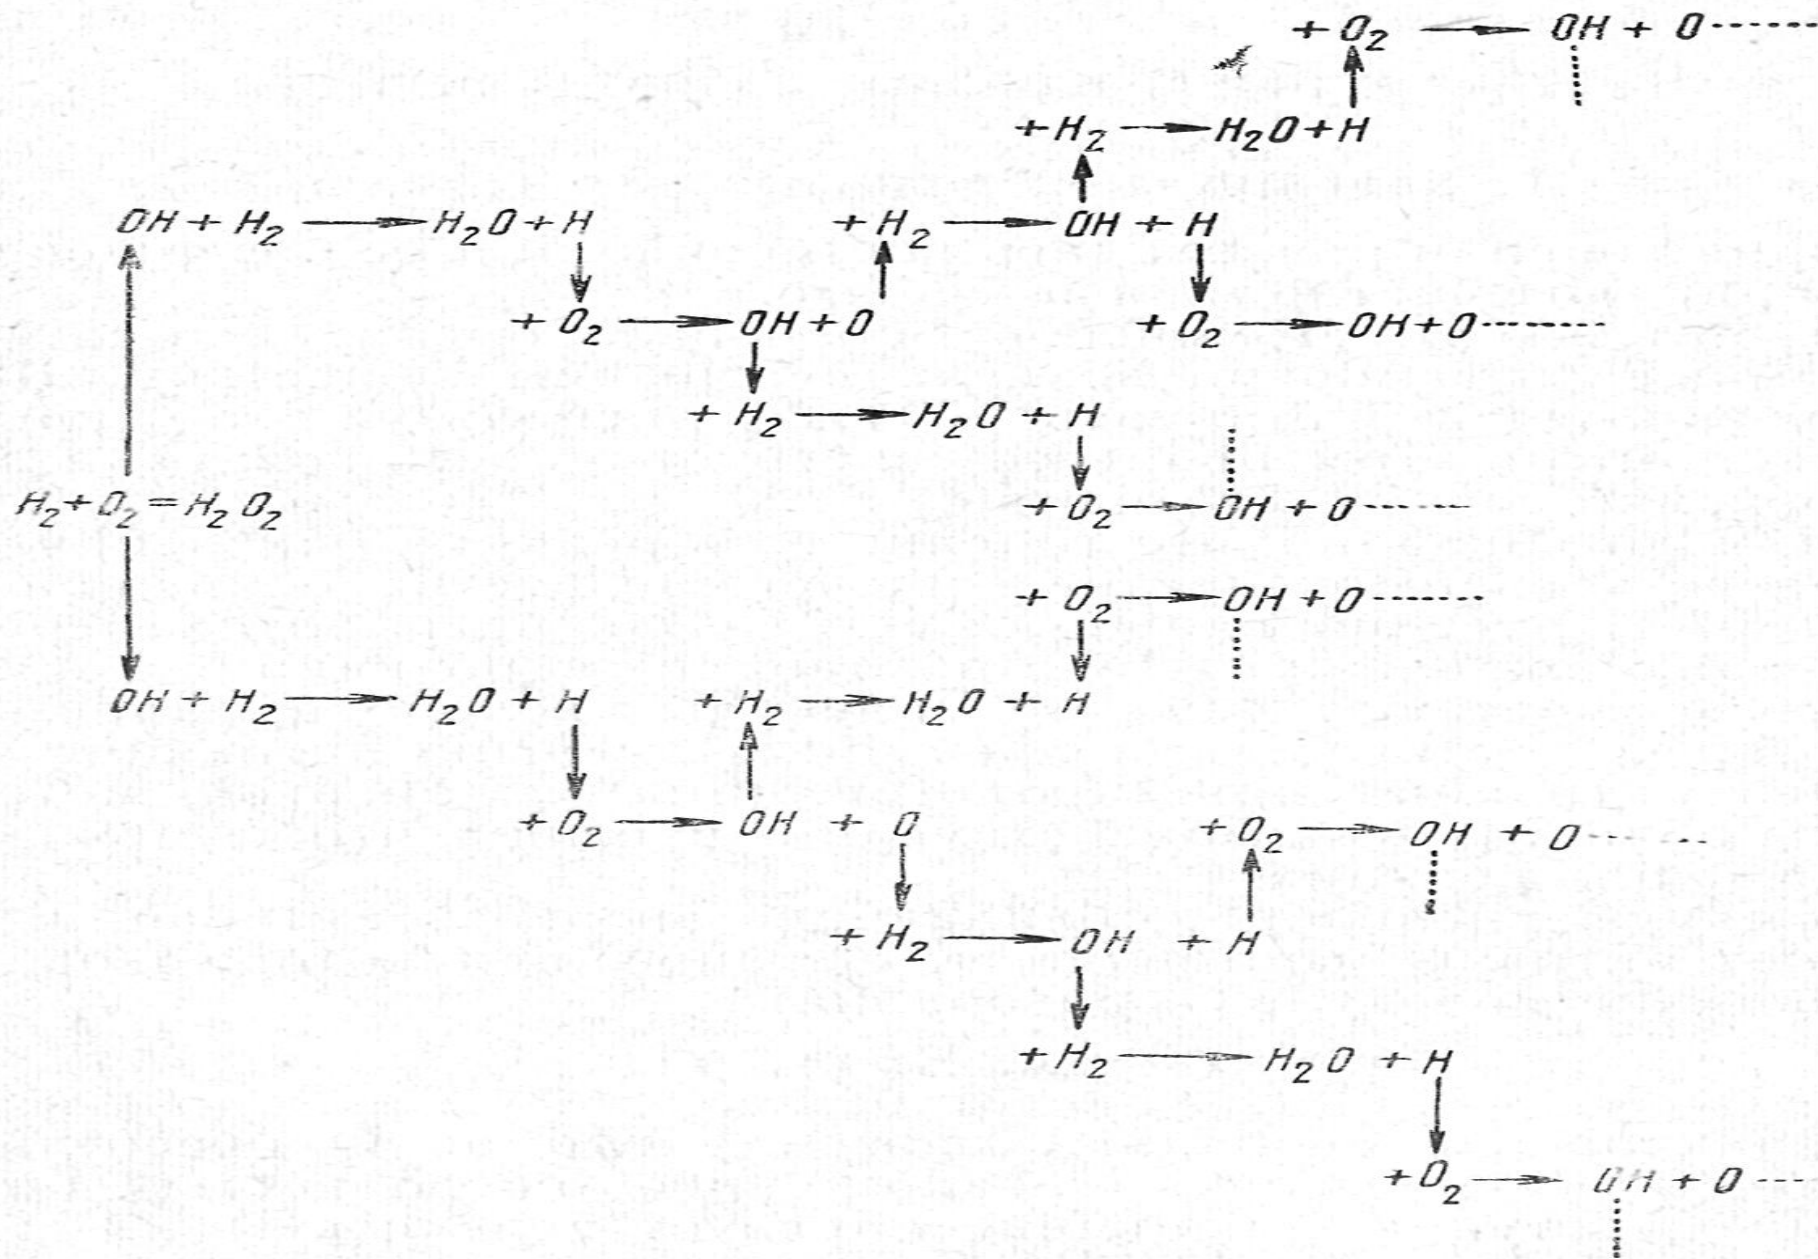 + O₂ ⟶ OH + O
+ H₂ ⟶ H₂O + H
OH + H₂ ⟶ H₂O + H + H₂ ⟶ OH + H
+ O₂ ⟶ OH + O + O₂ ⟶ OH + O
+ H₂ ⟶ H₂O + H
H₂ + O₂ = H₂O₂ + O₂ ⟶ OH + O
+ O₂ ⟶ OH + O
OH + H₂ ⟶ H₂O + H + H₂ ⟶ H₂O + H
+ O₂ ⟶ OH + O + O₂ ⟶ OH + O
+ H₂ ⟶ OH + H
+ H₂ ⟶ H₂O + H
+ O₂ ⟶ OH + O